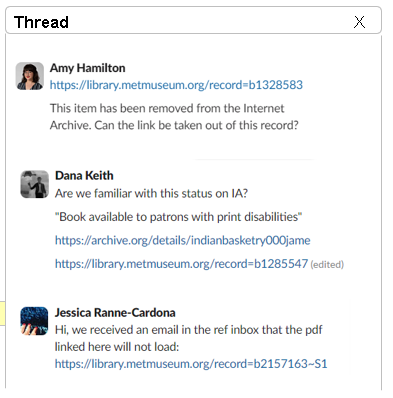 Thread X
Amy Hamilton
https://library.metmuseum.org/record=b1328583
This item has been removed from the Internet
Archive. Can the link be taken out of this record?
Dana Keith
Are we familiar with this status on IA?
"Book available to patrons with print disabilities"
https://archive.org/details/indianbasketry000jame
https://library.metmuseum.org/record=b1285547 (edited)
Jessica Ranne-Cardona
Hi, we received an email in the ref inbox that the pdf
linked here will not load:
https://library.metmuseum.org/record=b2157163~S1